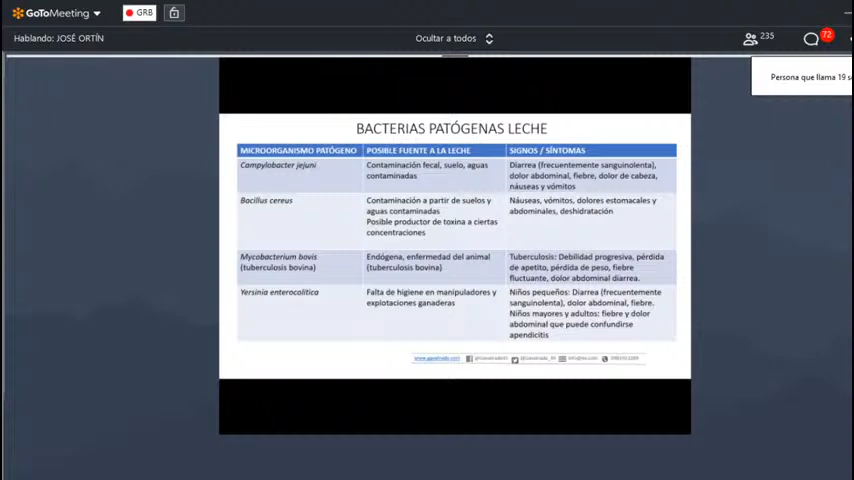 GoToMeeting
GRB
Hablando: JOSÉ ORTÍN
Ocultar a todos
235
72
Persona que llama 19 s
BACTERIAS PATÓGENAS LECHE
MICROORGANISMO PATÓGENO POSIBLE FUENTE A LA LECHE SIGNOS / SÍNTOMAS
Campylobacter jejuni
Contaminación fecal, suelo, aguas
contaminadas
Diarrea (frecuentemente sanguinolenta),
dolor abdominal, fiebre, dolor de cabeza,
náuseas y vómitos
Bacillus cereus
Contaminación a partir de suelos y
aguas contaminadas
Posible productor de toxina a ciertas
concentraciones
Náuseas, vómitos, dolores estomacales y
abdominales, deshidratación
Mycobacterium bovis
(tuberculosis bovina)
Endógena, enfermedad del animal
(tuberculosis bovina)
Tuberculosis: Debilidad progresiva, pérdida
de apetito, pérdida de peso, fiebre
fluctuante, dolor abdominal diarrea.
Yersinia enterocolitica
Falta de higiene en manipuladores y
explotaciones ganaderas
Niños pequeños: Diarrea (frecuentemente
sanguinolenta), dolor abdominal, fiebre.
Niños mayores y adultos: fiebre y dolor
abdominal que puede confundirse
apendicitis